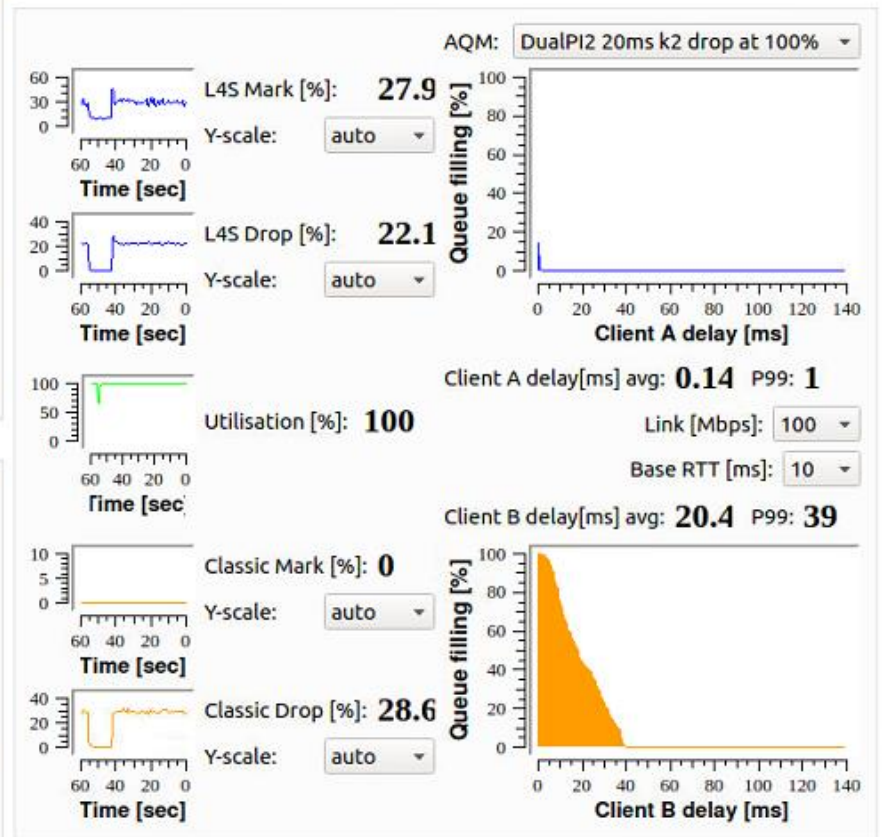 AQM: DualPI2 20ms k2 drop at 100%
60
30
0
L4S Mark [%]: 27.9
Y-scale: auto
60 40 20 0
Time [sec]
40
20
0
L4S Drop [%]: 22.1
Y-scale: auto
60 40 20 0
Time [sec]
100
80
60
40
20
0
Queue filling [%]
0 20 40 60 80 100 120 140
Client A delay [ms]
Client A delay[ms] avg: 0.14 P99: 1
Link [Mbps]: 100
Base RTT [ms]: 10
100
50
0
Utilisation [%]: 100
60 40 20 0
Time [sec]
Client B delay[ms] avg: 20.4 P99: 39
10
5
0
Classic Mark [%]: 0
Y-scale: auto
60 40 20 0
Time [sec]
40
20
0
Classic Drop [%]: 28.6
Y-scale: auto
60 40 20 0
Time [sec]
100
80
60
40
20
0
Queue filling [%]
0 20 40 60 80 100 120 140
Client B delay [ms]